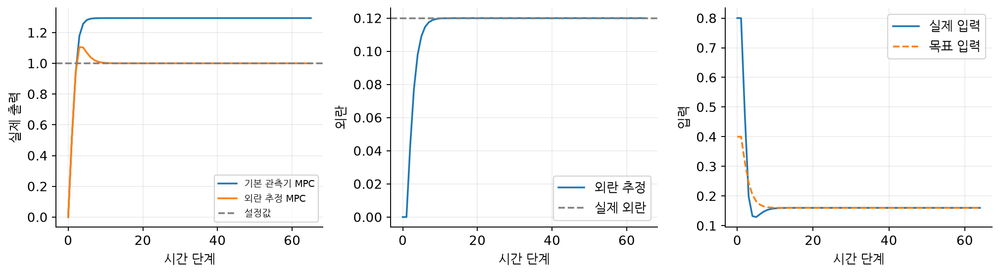 실제 출력
1.2
1.0
0.8
0.6
0.4
0.2
0.0
기본 관측기 MPC
외란 추정 MPC
설정값
0 20 40 60
시간 단계
외란
0.12
0.10
0.08
0.06
0.04
0.02
0.00
외란 추정
실제 외란
0 20 40 60
시간 단계
입력
0.8
0.7
0.6
0.5
0.4
0.3
0.2
0.1
실제 입력
목표 입력
0 20 40 60
시간 단계